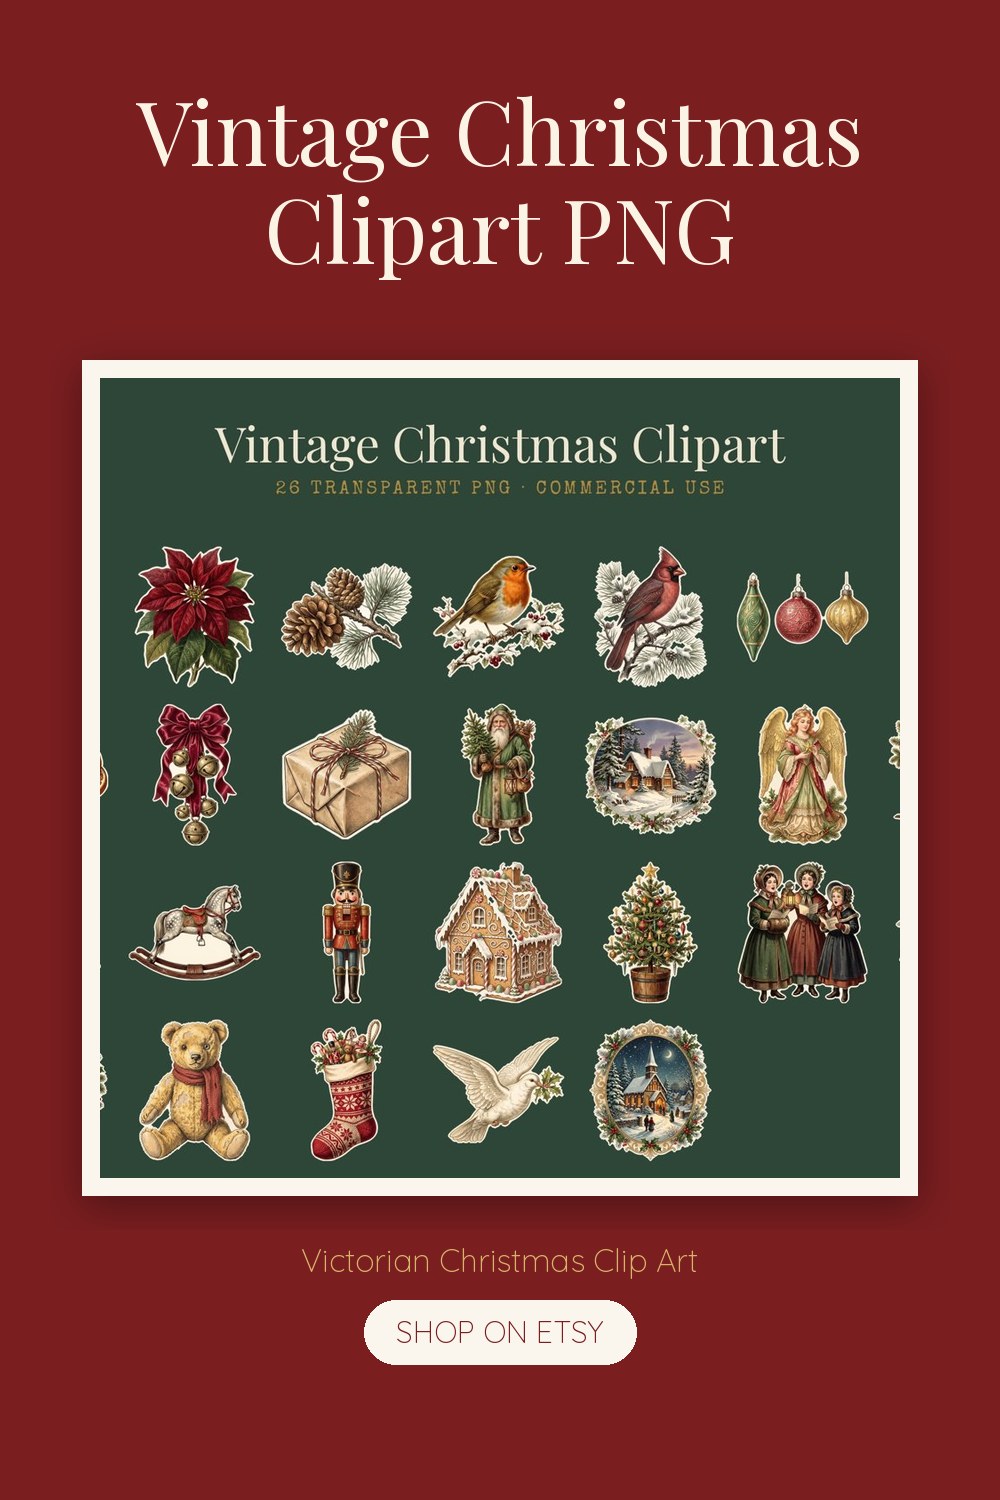 Vintage Christmas
Clipart PNG
Vintage Christmas Clipart
26 TRANSPARENT PNG · COMMERCIAL USE
Victorian Christmas Clip Art
SHOP ON ETSY